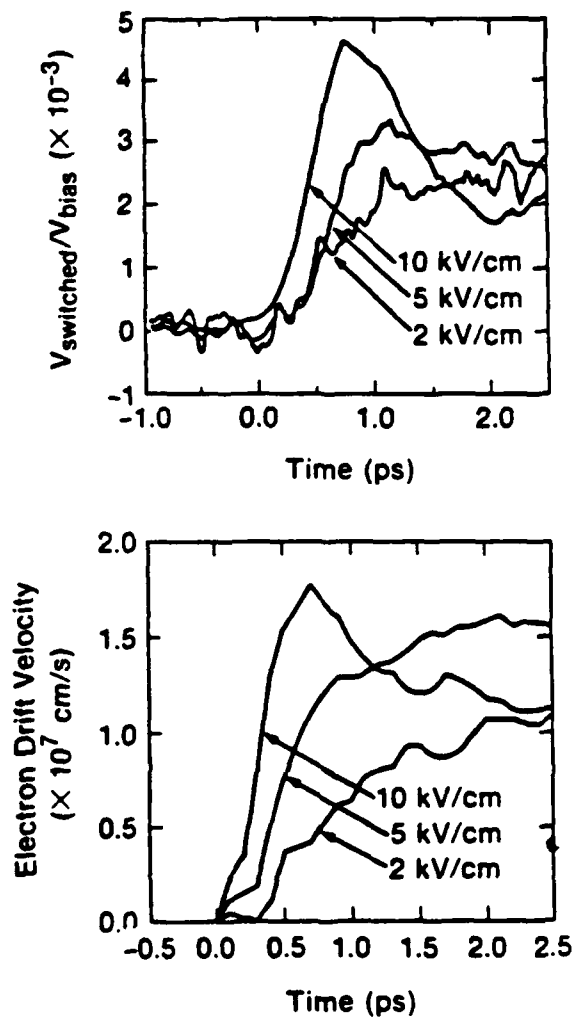 5
4
3
2
1
0
-1
V switched/V bias (× 10⁻³)
10 kV/cm
5 kV/cm
2 kV/cm
-1.0 0.0 1.0 2.0
Time (ps)
2.0
1.5
1.0
0.5
0.0
Electron Drift Velocity
(× 10⁷ cm/s)
10 kV/cm
5 kV/cm
2 kV/cm
-0.5 0.0 0.5 1.0 1.5 2.0 2.5
Time (ps)